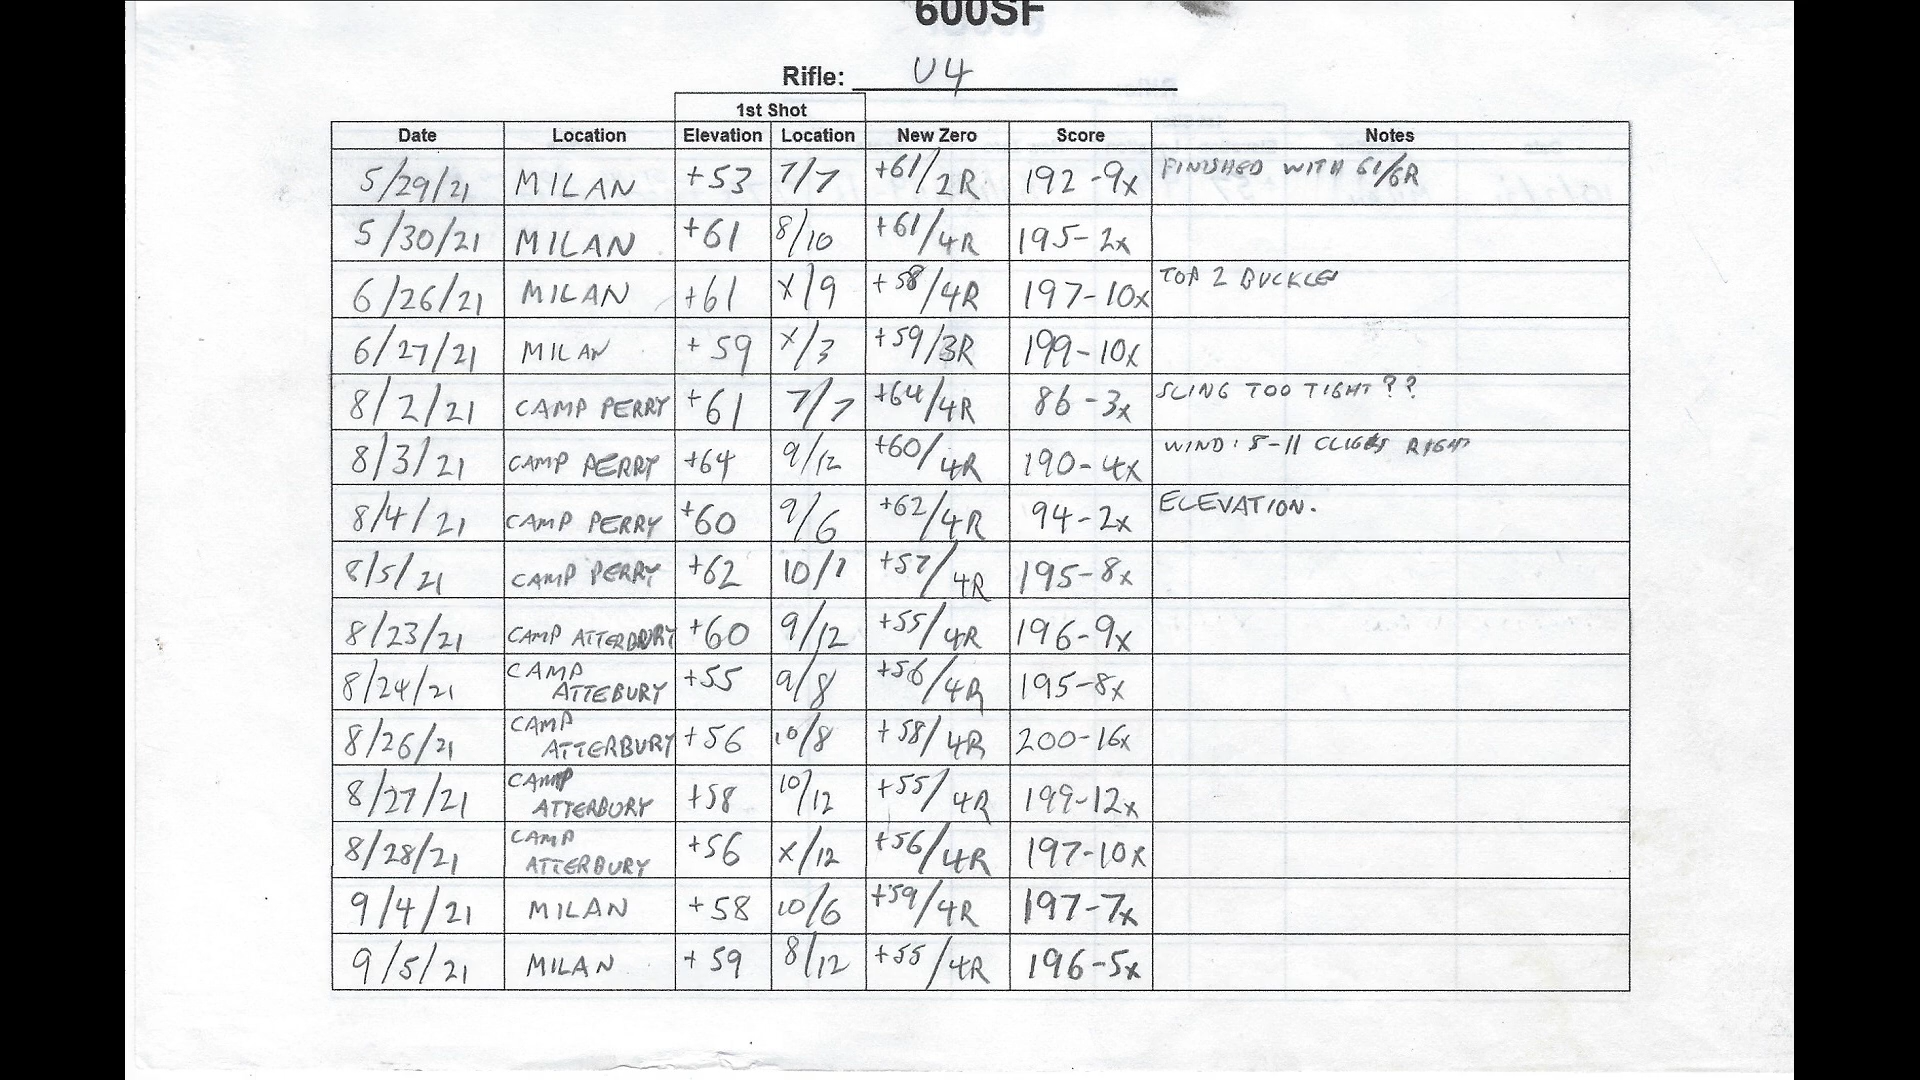 600SF
Rifle: U4
1st Shot
Date Location Elevation Location New Zero Score Notes
5/29/21 MILAN +53 7/7 +61/2R 192-9x FINISHED WITH 61/6R
5/30/21 MILAN +61 8/10 +61/4R 195-2x
6/26/21 MILAN +61 X/9 +58/4R 197-10x TOP 2 BUCKLES
6/27/21 MILAN +59 X/3 +59/3R 199-10x
8/2/21 CAMP PERRY +61 7/7 +64/4R 86-3x SLING TOO TIGHT??
8/3/21 CAMP PERRY +64 9/12 +60/4R 190-4x WIND: 5-11 CLICKS RIGHT
8/4/21 CAMP PERRY +60 9/6 +62/4R 94-2x ELEVATION.
8/5/21 CAMP PERRY +62 10/1 +57/4R 195-8x
8/23/21 CAMP ATTERBURY +60 9/12 +55/4R 196-9x
8/24/21 CAMP ATTEBURY +55 9/8 +56/4R 195-8x
8/26/21 CAMP ATTERBURY +56 10/8 +58/4R 200-16x
8/27/21 CAMP ATTERBURY +58 10/12 +55/4R 199-12x
8/28/21 CAMP ATTERBURY +56 X/12 +56/4R 197-10x
9/4/21 MILAN +58 10/6 +59/4R 197-7x
9/5/21 MILAN +59 8/12 +55/4R 196-5x